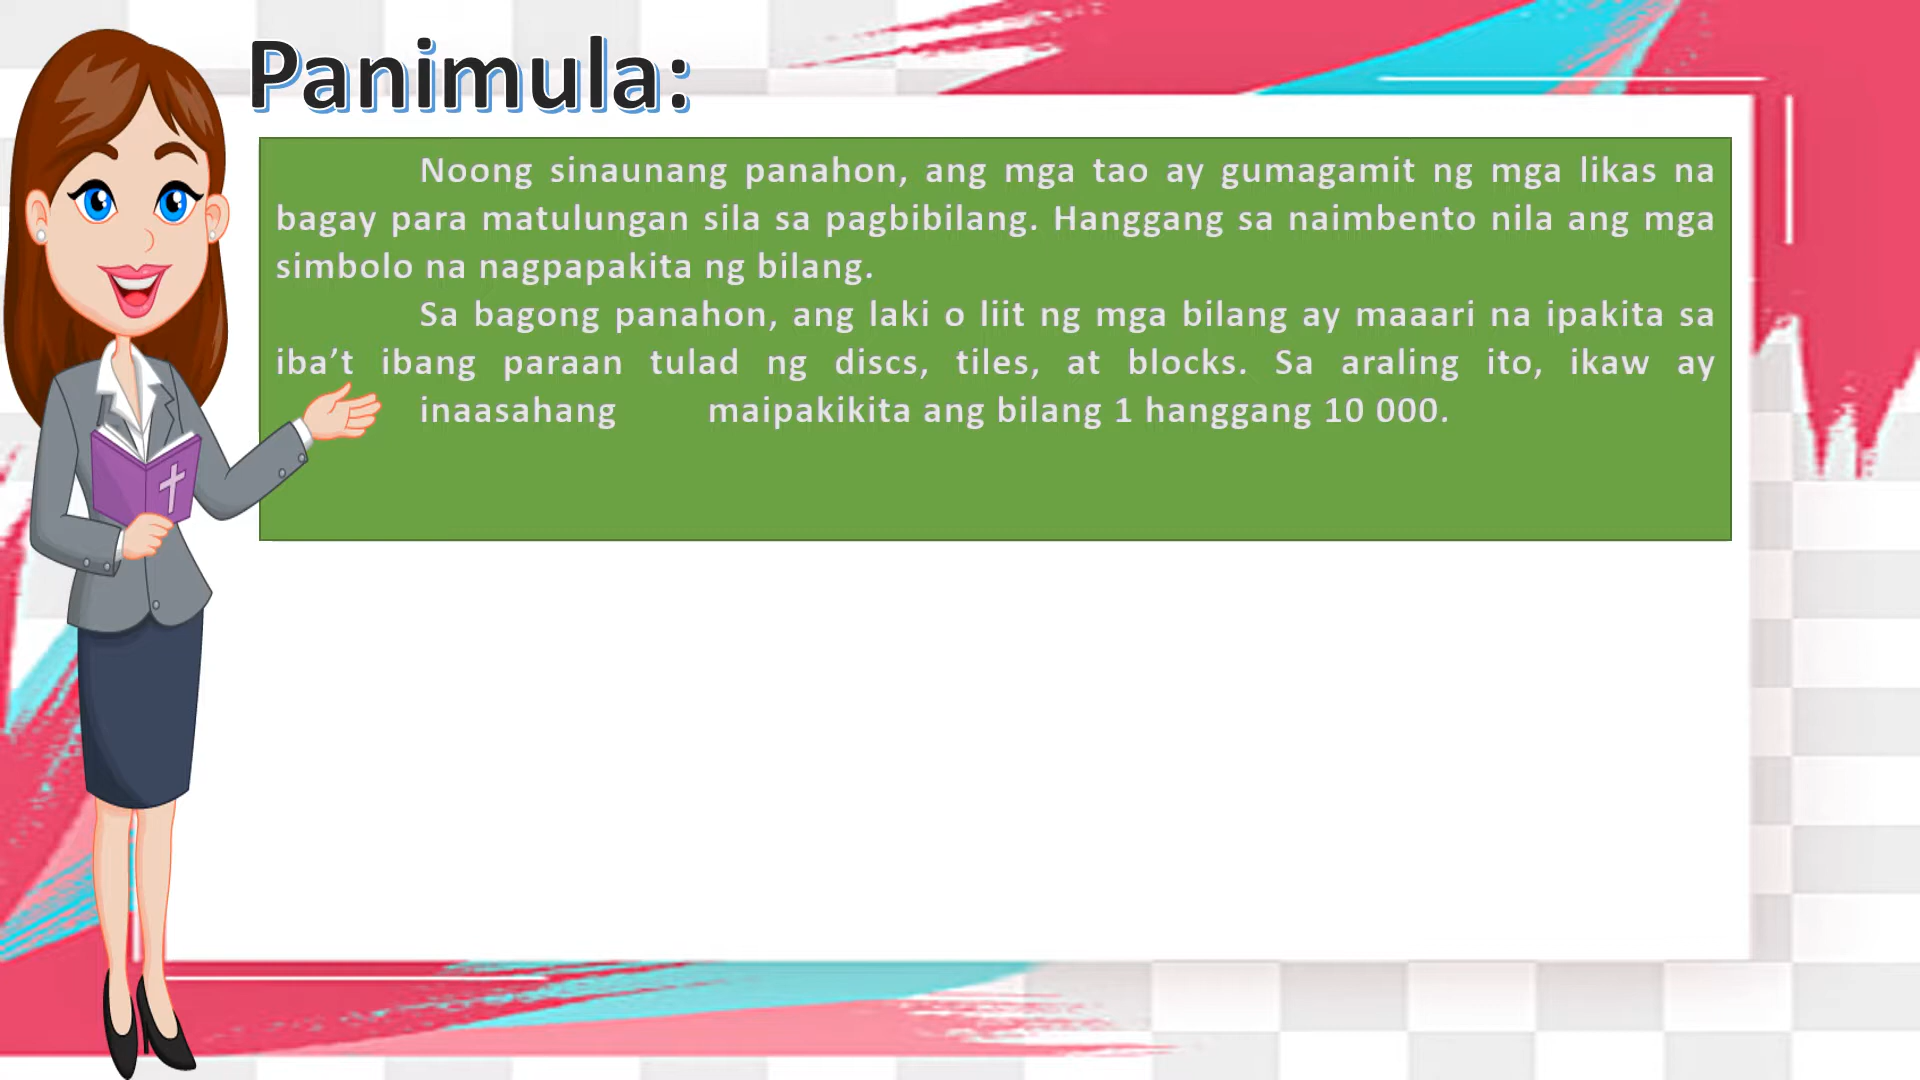 Panimula:
Noong sinaunang panahon, ang mga tao ay gumagamit ng mga likas na
bagay para matulungan sila sa pagbibilang. Hanggang sa naimbento nila ang mga
simbolo na nagpapakita ng bilang.
Sa bagong panahon, ang laki o liit ng mga bilang ay maaari na ipakita sa
iba’t ibang paraan tulad ng discs, tiles, at blocks. Sa araling ito, ikaw ay
inaasahang maipakikita ang bilang 1 hanggang 10 000.